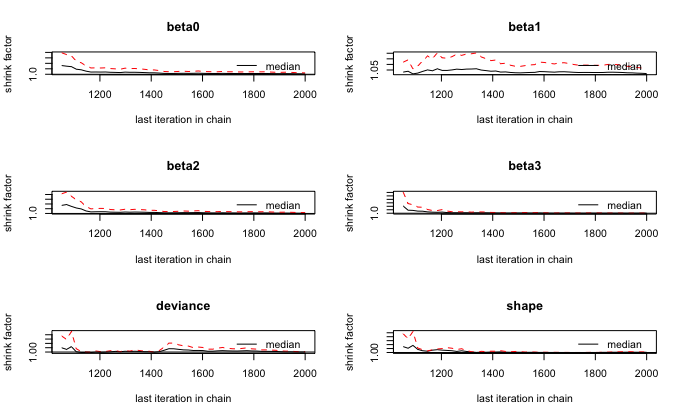 beta0
shrink factor
1.0
median
1200 1400 1600 1800 2000
last iteration in chain
beta1
shrink factor
1.05
median
1200 1400 1600 1800 2000
last iteration in chain
beta2
shrink factor
1.0
median
1200 1400 1600 1800 2000
last iteration in chain
beta3
shrink factor
1.0
median
1200 1400 1600 1800 2000
last iteration in chain
deviance
shrink factor
1.00
median
1200 1400 1600 1800 2000
last iteration in chain
shape
shrink factor
1.00
median
1200 1400 1600 1800 2000
last iteration in chain